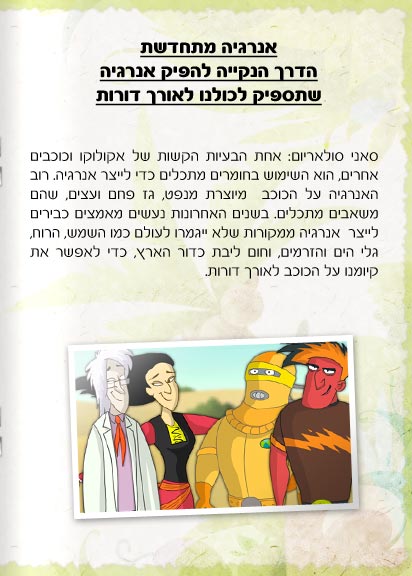 אנרגיה מתחדשת
הדרך הנקייה להפיק אנרגיה
שתספיק לכולנו לאורך דורות
סאני סולאריום: אחת הבעיות הקשות של אקולוקו וכוכבים
אחרים, הוא השימוש בחומרים מתכלים כדי לייצר אנרגיה. רוב
האנרגיה על הכוכב מיוצרת מנפט, גז פחם ועצים, שהם
משאבים מתכלים. בשנים האחרונות נעשים מאמצים כבירים
לייצר אנרגיה ממקורות שלא ייגמרו לעולם כמו השמש, הרוח,
גלי הים והזרמים, וחום ליבת כדור הארץ, כדי לאפשר את
קיומנו על הכוכב לאורך דורות.